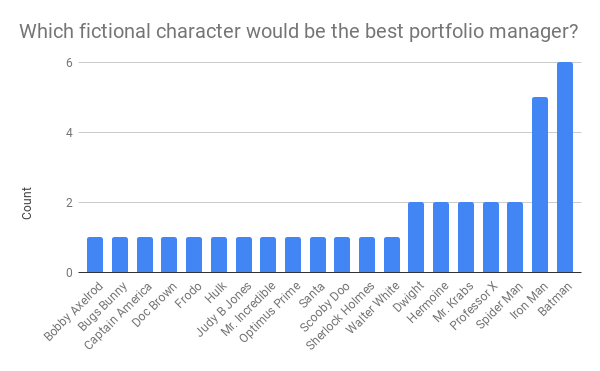 Which fictional character would be the best portfolio manager?
6
4
2
0
Count
Bobby Axelrod
Bugs Bunny
Captain America
Doc Brown
Frodo
Hulk
Judy B Jones
Mr. Incredible
Optimus Prime
Santa
Scooby Doo
Sherlock Holmes
Walter White
Dwight
Hermoine
Mr. Krabs
Professor X
Spider Man
Iron Man
Batman